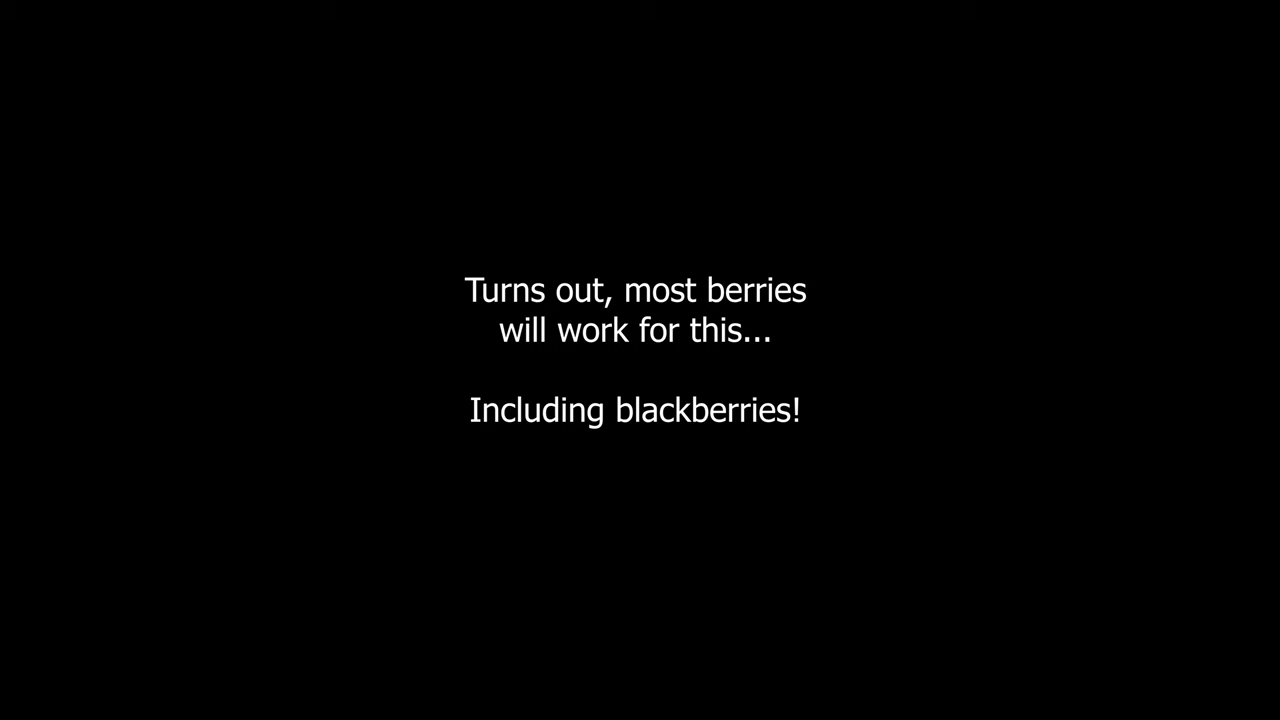 Turns out, most berries
will work for this...
Including blackberries!